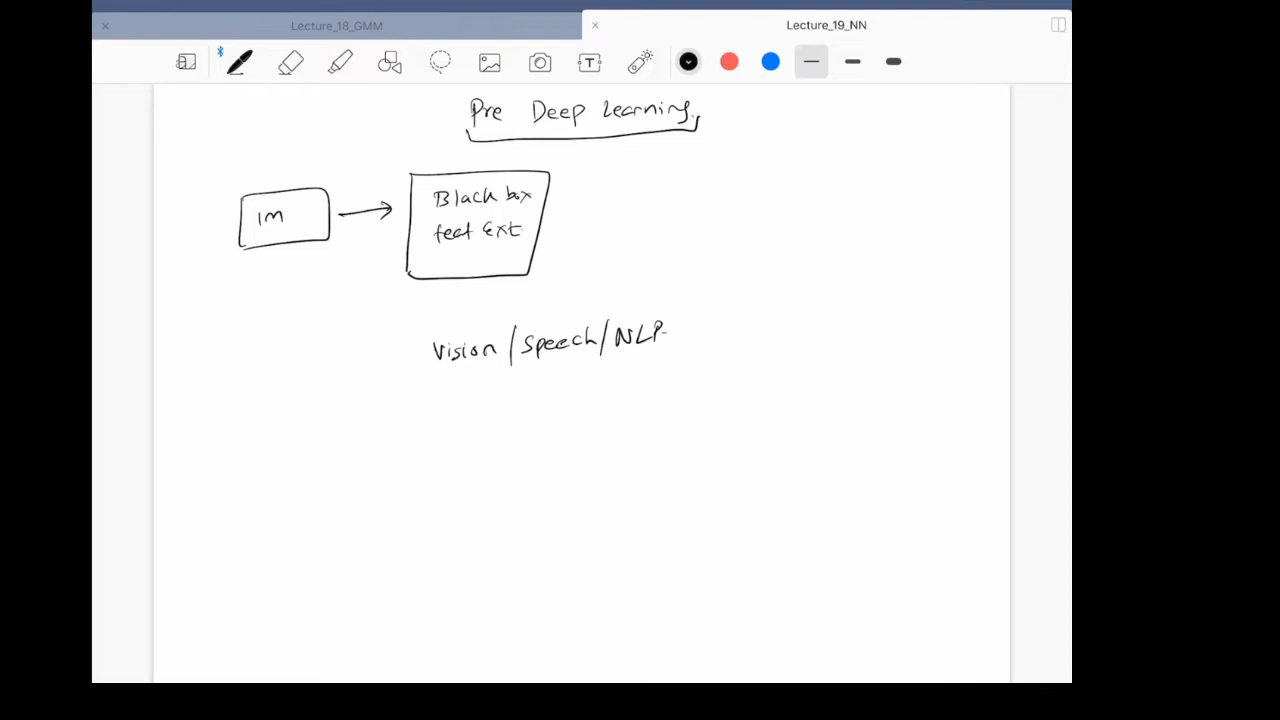 Lecture_18_GMM
Lecture_19_NN
T
Pre Deep Learning
IM
Black box
feat Ext.
Vision/Speech/NLP